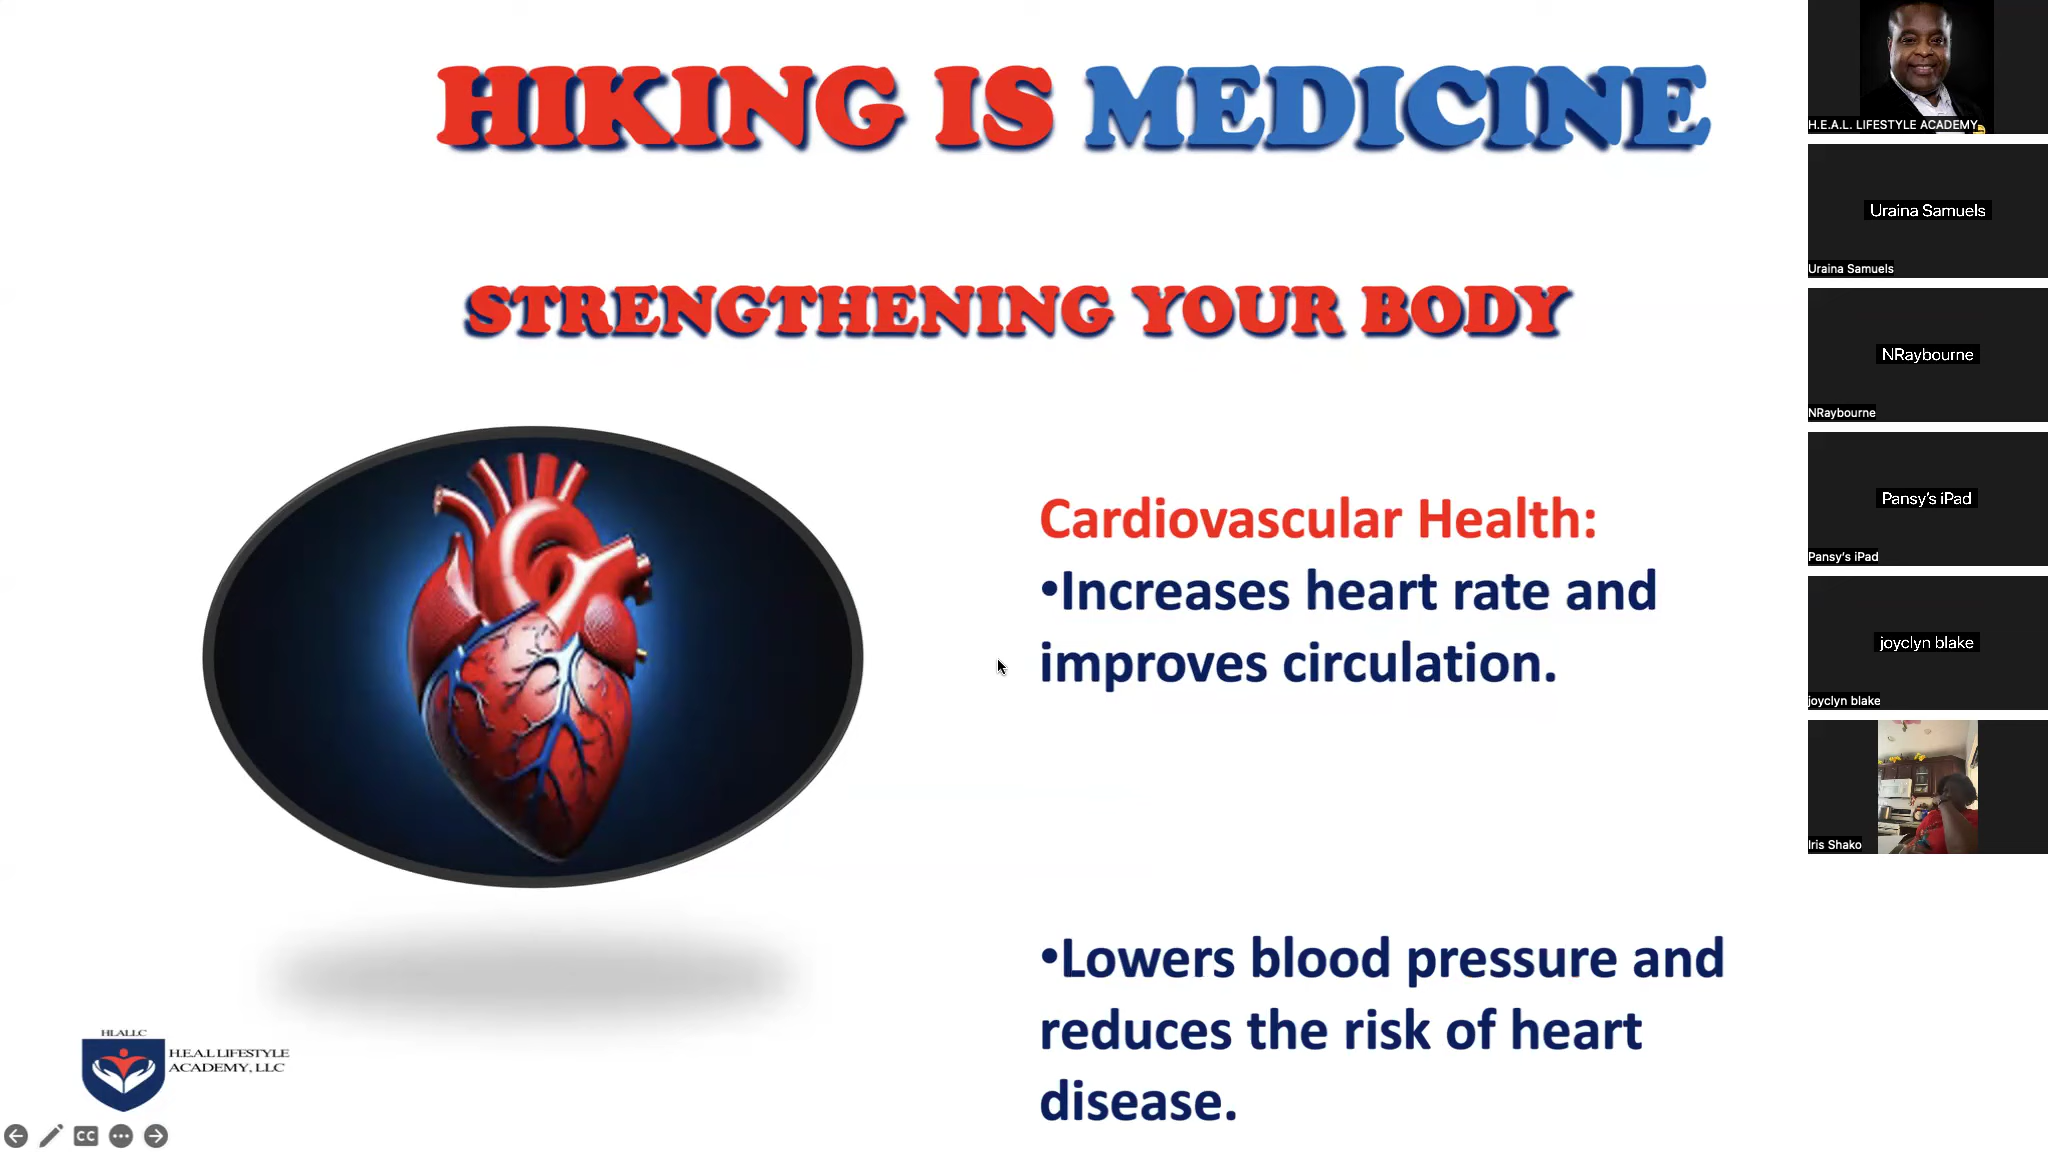 HIKING IS MEDICINE
STRENGTHENING YOUR BODY
Cardiovascular Health:
•Increases heart rate and
improves circulation.
•Lowers blood pressure and
reduces the risk of heart
disease.
HLALLC
H.E.A.L LIFESTYLE
ACADEMY, LLC
CC
H.E.A.L. LIFESTYLE ACADEMY
Uraina Samuels
Uraina Samuels
NRaybourne
NRaybourne
Pansy's iPad
Pansy's iPad
joyclyn blake
joyclyn blake
Iris Shako